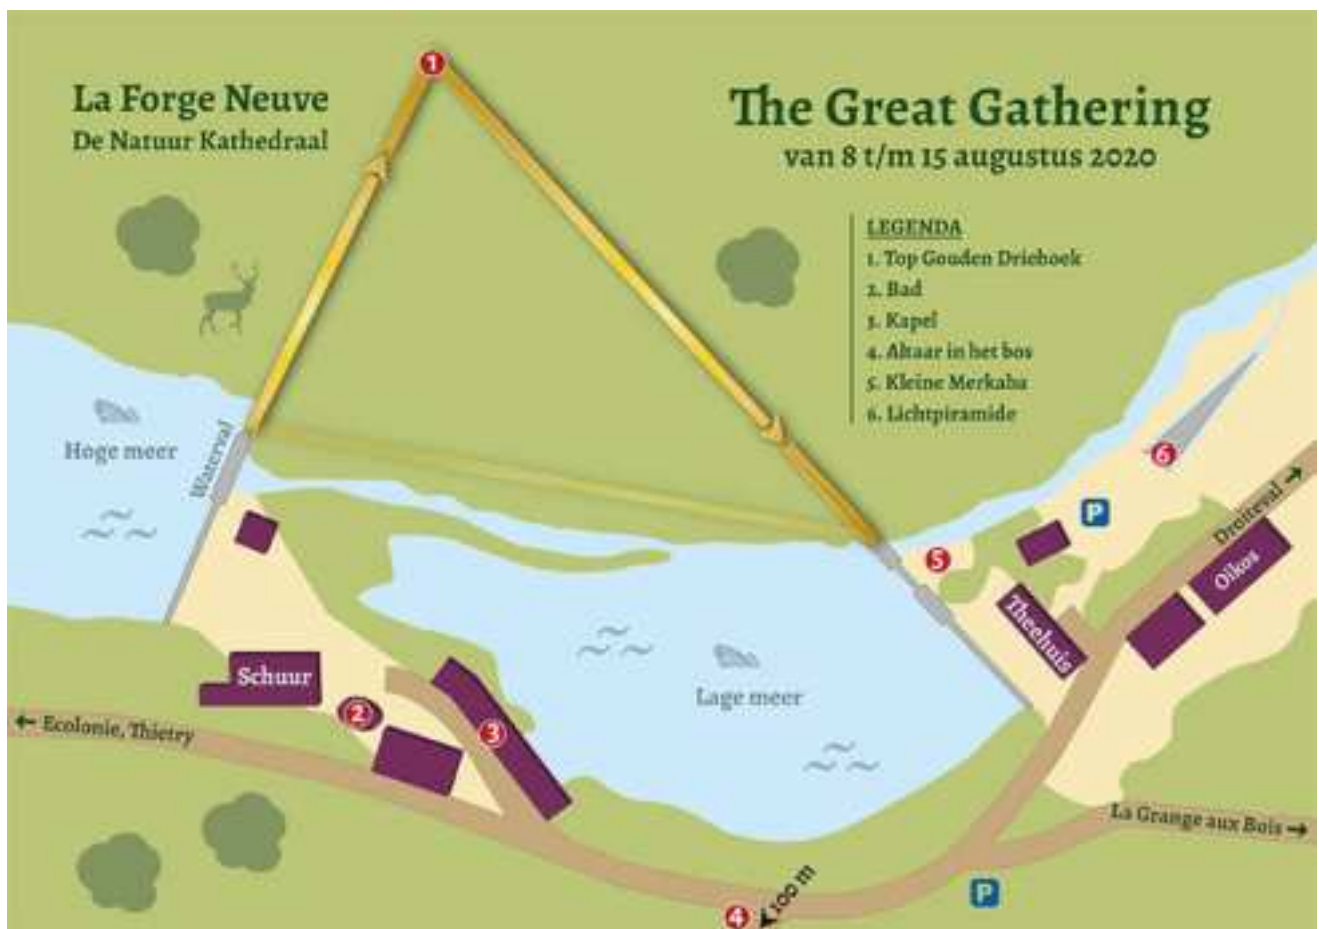 La Forge Neuve
De Natuur Kathedraal
The Great Gathering
van 8 t/m 15 augustus 2020
LEGENDA
1. Top Gouden Driehoek
2. Bad
3. Kapel
4. Altaar in het bos
5. Kleine Merkaba
6. Lichtpiramide
1
Hoge meer
Waterval
6
P
Droiteval →
5
Oikos
Theehuis
Schuur
Lage meer
2
3
← Ecolonie, Thietry
La Grange aux Bois →
100 m
4
P